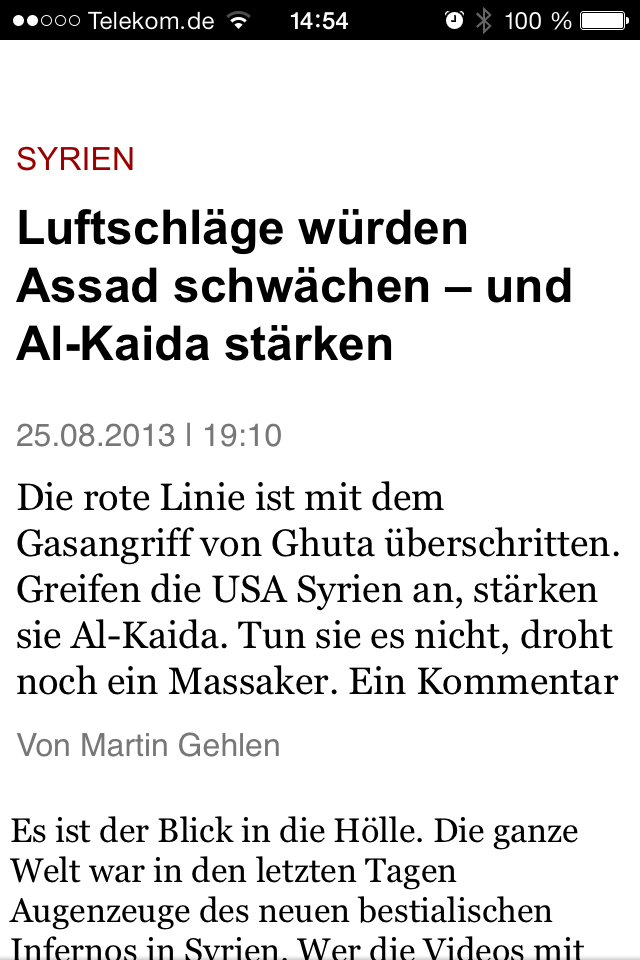 Telekom.de 14:54 100 %
SYRIEN
Luftschläge würden
Assad schwächen – und
Al-Kaida stärken
25.08.2013 | 19:10
Die rote Linie ist mit dem
Gasangriff von Ghuta überschritten.
Greifen die USA Syrien an, stärken
sie Al-Kaida. Tun sie es nicht, droht
noch ein Massaker. Ein Kommentar
Von Martin Gehlen
Es ist der Blick in die Hölle. Die ganze
Welt war in den letzten Tagen
Augenzeuge des neuen bestialischen
Infernos in Syrien. Wer die Videos mit